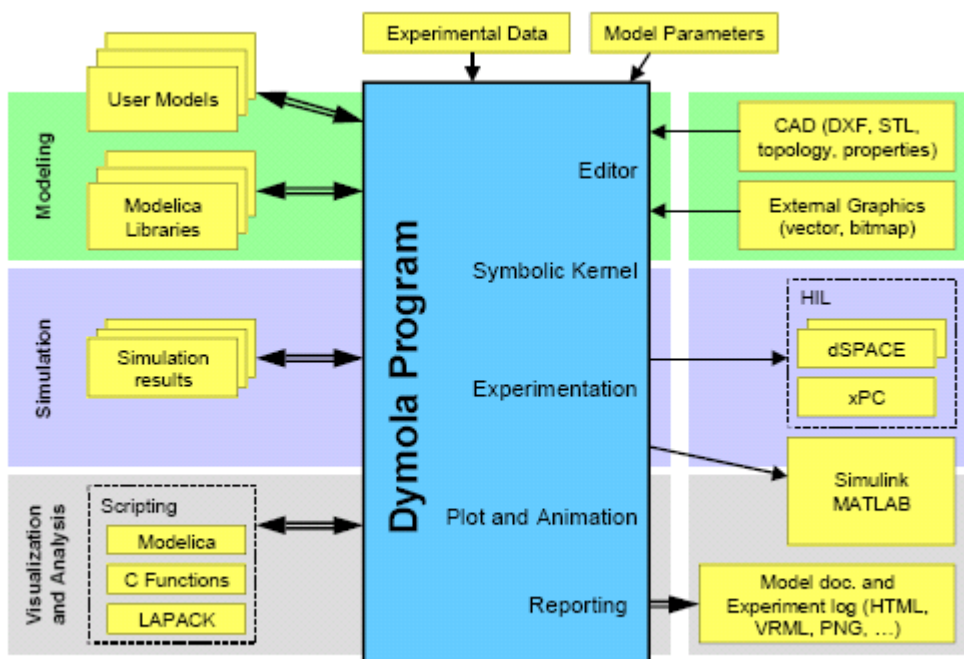 Experimental Data
Model Parameters
User Models
Modelica
Libraries
Modeling
CAD (DXF, STL,
topology, properties)
External Graphics
(vector, bitmap)
Editor
Symbolic Kernel
Dymola Program
Simulation
Simulation
results
Experimentation
HIL
dSPACE
xPC
Simulink
MATLAB
Visualization
and Analysis
Scripting
Modelica
C Functions
LAPACK
Plot and Animation
Reporting
Model doc. and
Experiment log (HTML,
VRML, PNG, ...)